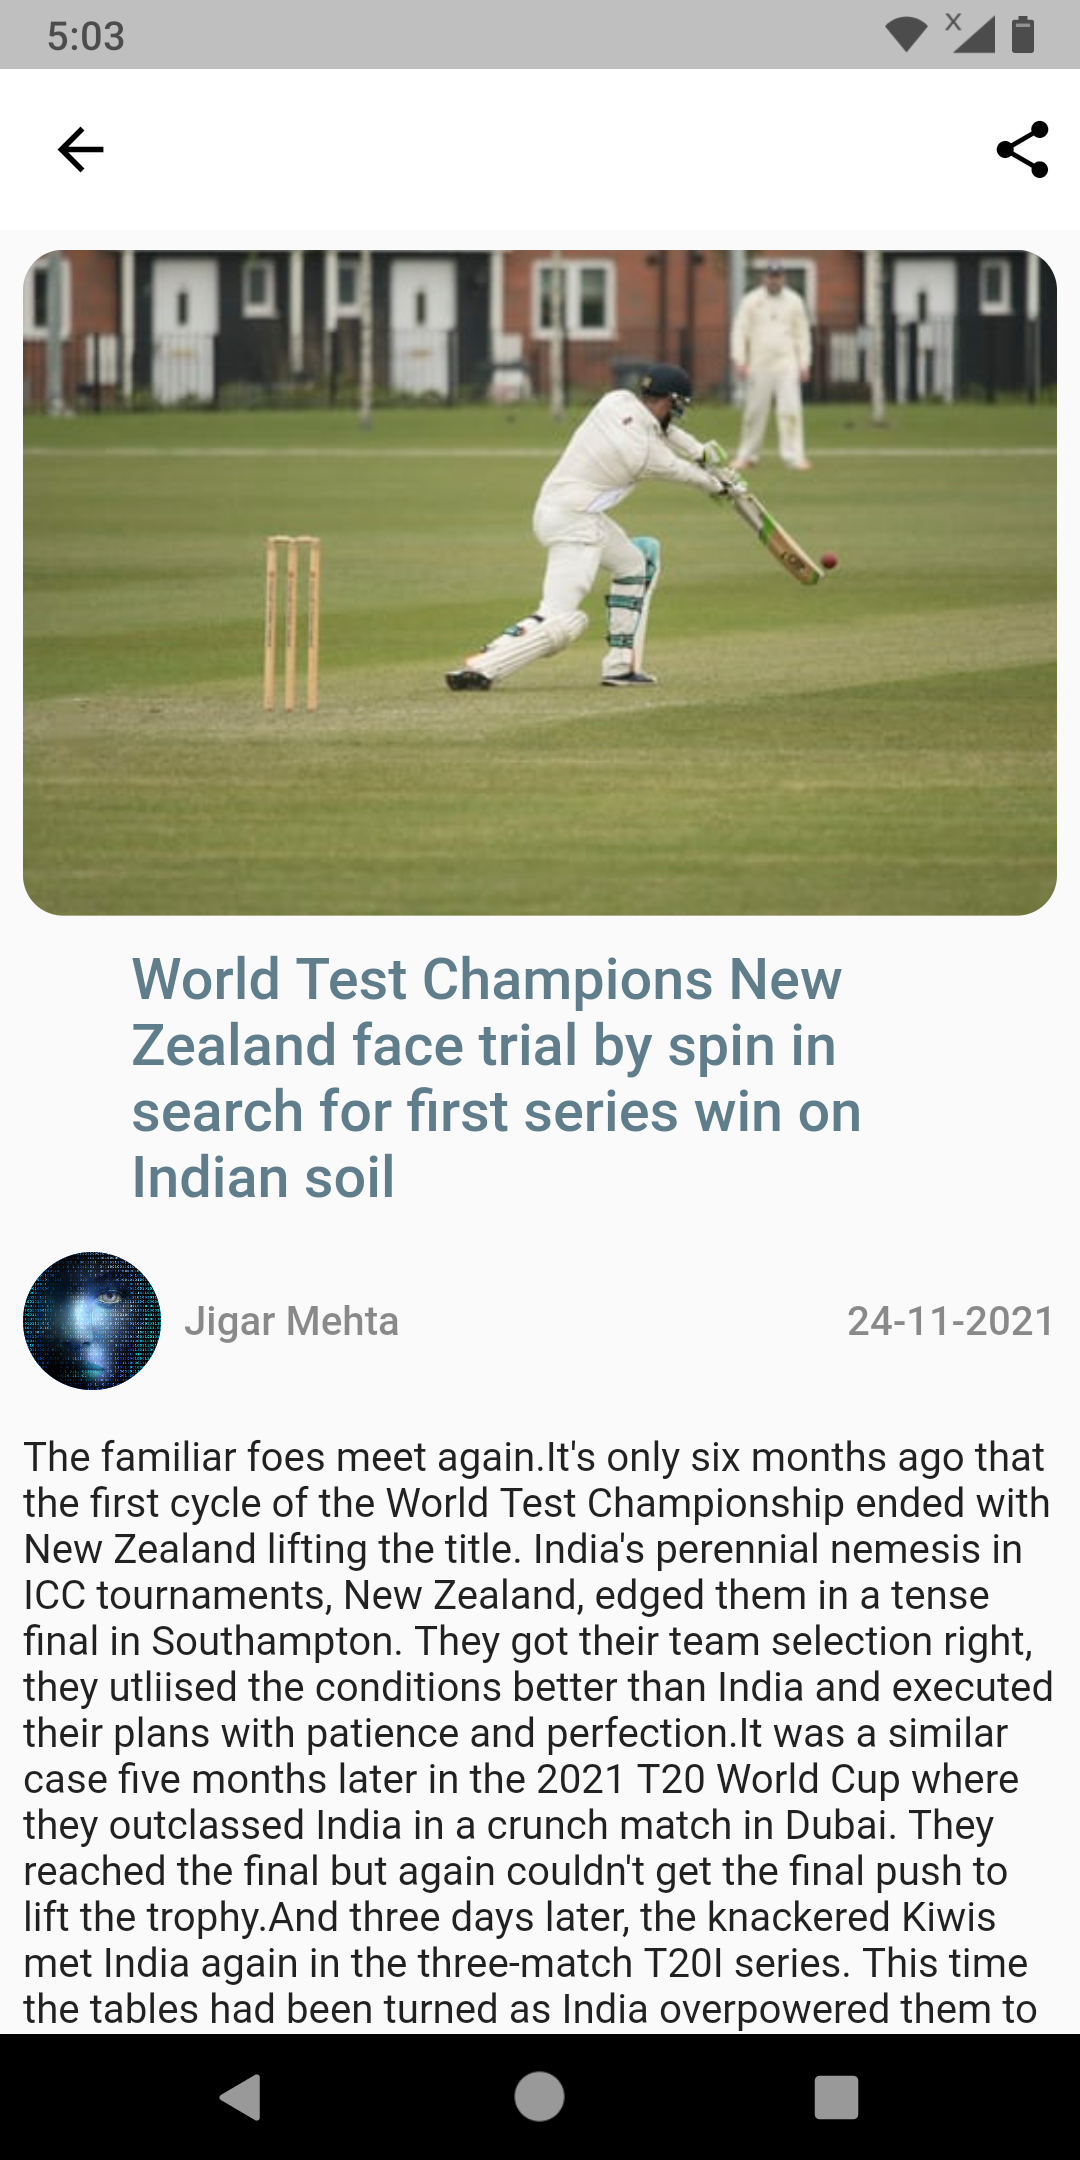 5:03
X
World Test Champions New
Zealand face trial by spin in
search for first series win on
Indian soil
Jigar Mehta
24-11-2021
The familiar foes meet again.It's only six months ago that
the first cycle of the World Test Championship ended with
New Zealand lifting the title. India's perennial nemesis in
ICC tournaments, New Zealand, edged them in a tense
final in Southampton. They got their team selection right,
they utliised the conditions better than India and executed
their plans with patience and perfection.It was a similar
case five months later in the 2021 T20 World Cup where
they outclassed India in a crunch match in Dubai. They
reached the final but again couldn't get the final push to
lift the trophy.And three days later, the knackered Kiwis
met India again in the three-match T20I series. This time
the tables had been turned as India overpowered them to